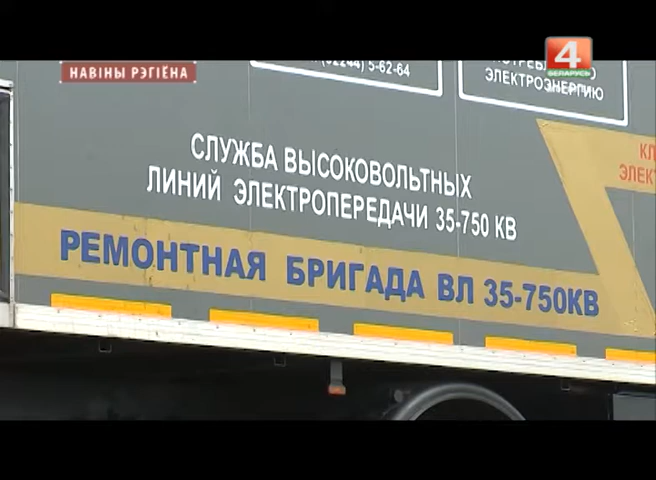 НАВІНЫ РЭГІЁНА
4
БЕЛАРУСЬ
(02244) 5-62-64
ЭЛЕКТРОЭНЕРГИЮ
СЛУЖБА ВЫСОКОВОЛЬТНЫХ
ЛИНИЙ ЭЛЕКТРОПЕРЕДАЧИ 35-750 КВ
РЕМОНТНАЯ БРИГАДА ВЛ 35-750КВ